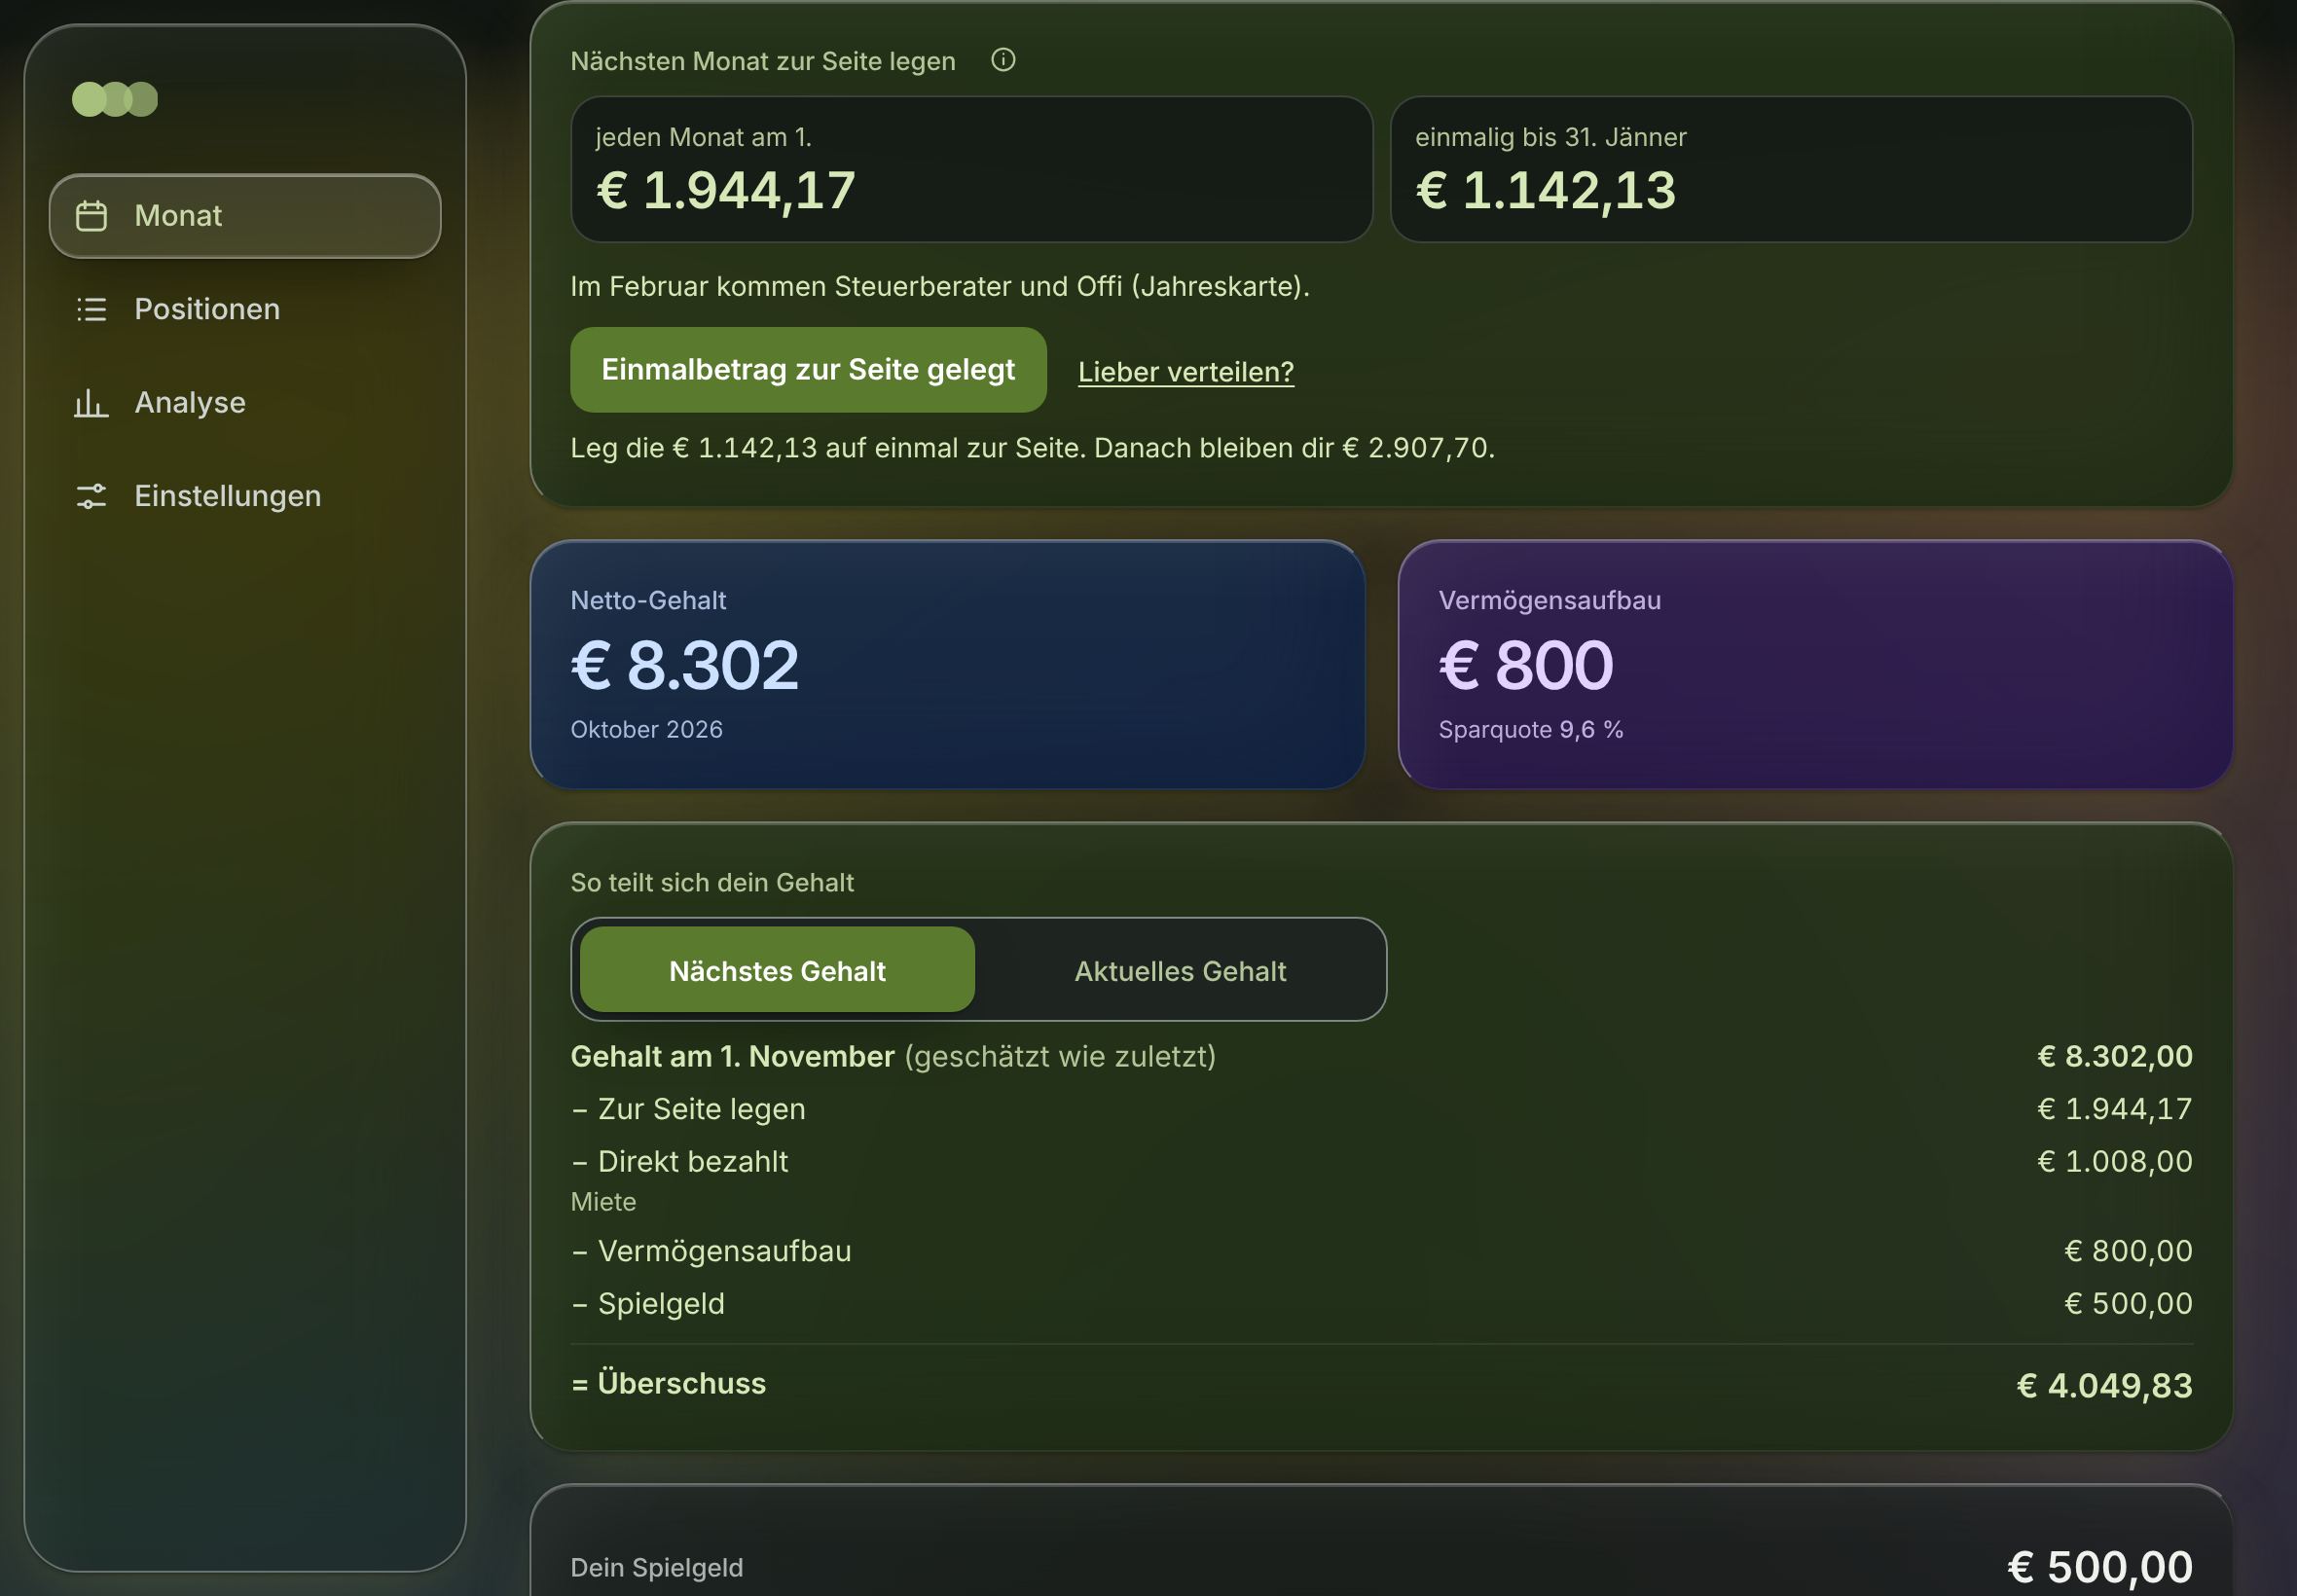 Monat
Positionen
Analyse
Einstellungen
Nächsten Monat zur Seite legen
jeden Monat am 1.
€ 1.944,17
einmalig bis 31. Jänner
€ 1.142,13
Im Februar kommen Steuerberater und Offi (Jahreskarte).
Einmalbetrag zur Seite gelegt
Lieber verteilen?
Leg die € 1.142,13 auf einmal zur Seite. Danach bleiben dir € 2.907,70.
Netto-Gehalt
€ 8.302
Oktober 2026
Vermögensaufbau
€ 800
Sparquote 9,6 %
So teilt sich dein Gehalt
Nächstes Gehalt
Aktuelles Gehalt
Gehalt am 1. November (geschätzt wie zuletzt) € 8.302,00
– Zur Seite legen € 1.944,17
– Direkt bezahlt € 1.008,00
Miete
– Vermögensaufbau € 800,00
– Spielgeld € 500,00
= Überschuss € 4.049,83
Dein Spielgeld € 500,00